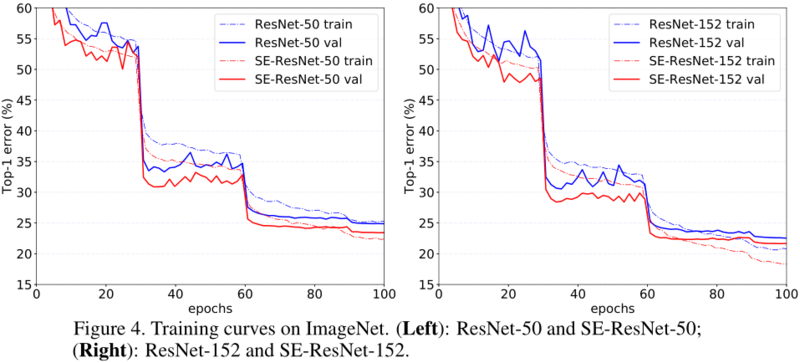 60
55
50
45
40
35
30
25
20
15
Top-1 error (%)
0 20 40 60 80 100
epochs
ResNet-50 train
ResNet-50 val
SE-ResNet-50 train
SE-ResNet-50 val
60
55
50
45
40
35
30
25
20
15
Top-1 error (%)
0 20 40 60 80 100
epochs
ResNet-152 train
ResNet-152 val
SE-ResNet-152 train
SE-ResNet-152 val
Figure 4. Training curves on ImageNet. (Left): ResNet-50 and SE-ResNet-50;
(Right): ResNet-152 and SE-ResNet-152.